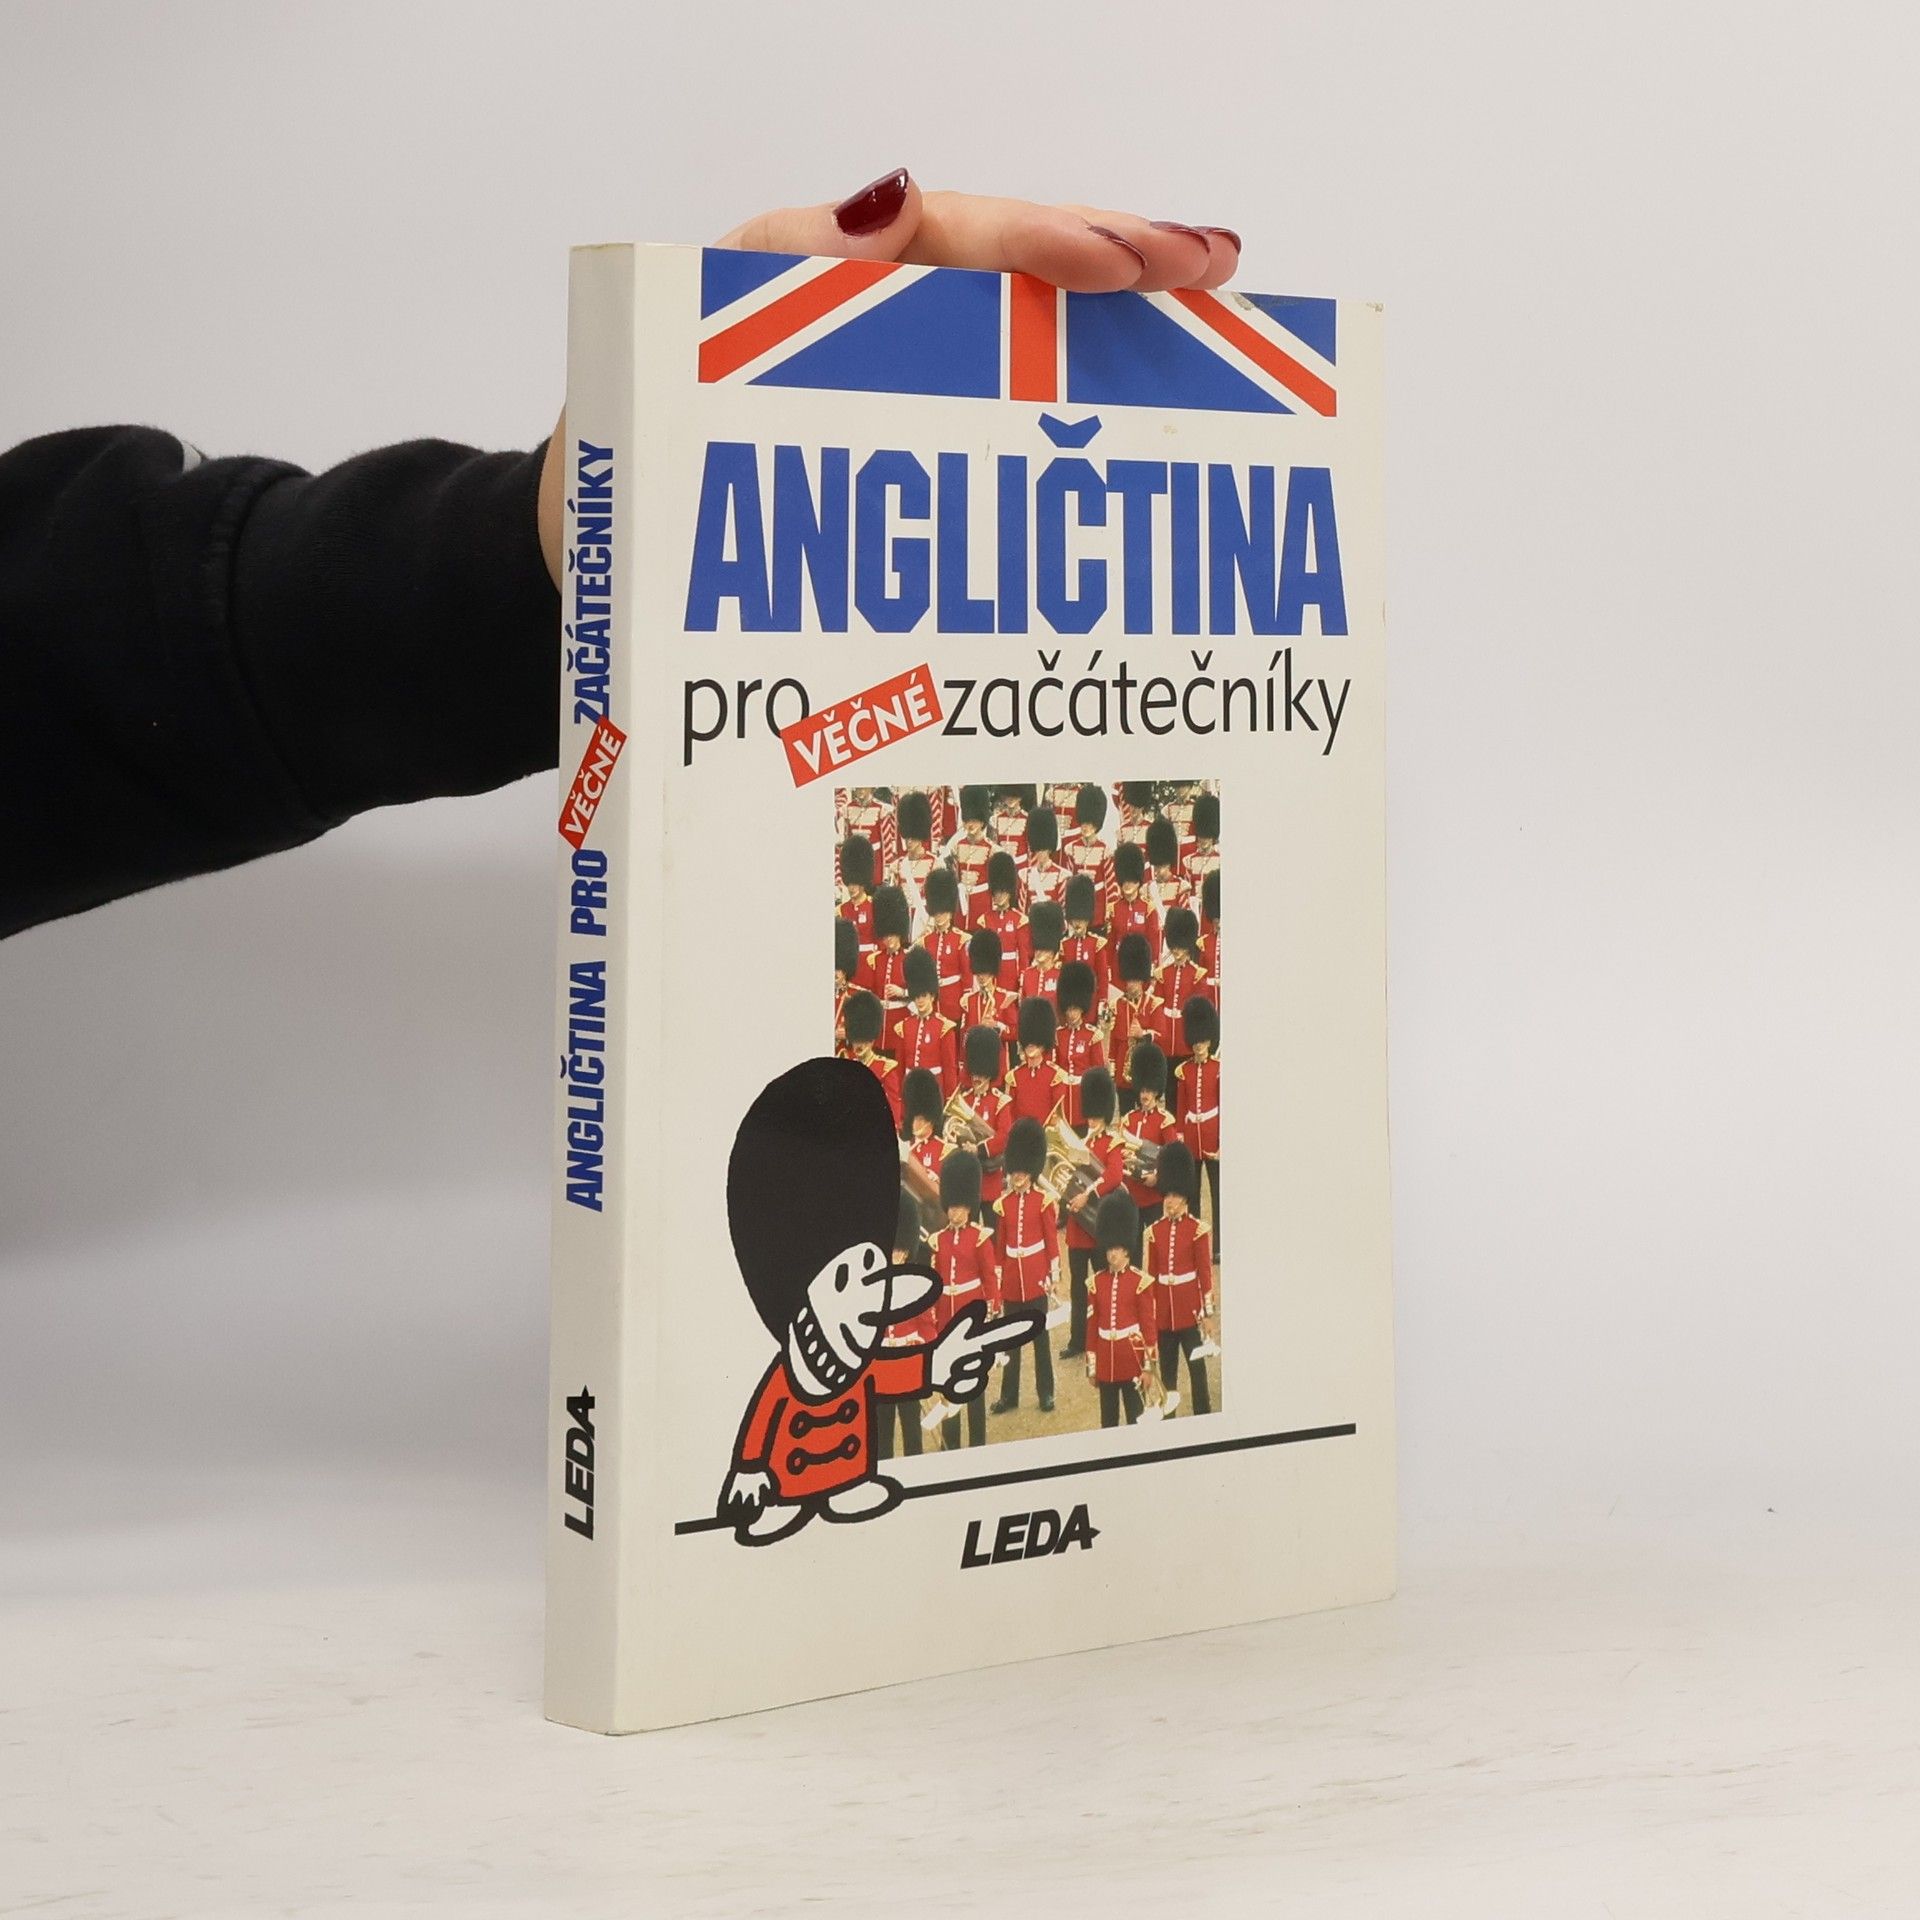 ANGLIČTINA PRO VĚČNÉ ZAČÁTEČNÍKY
LEDA
ANGLIČTINA
pro VĚČNÉ začátečníky
LEDA